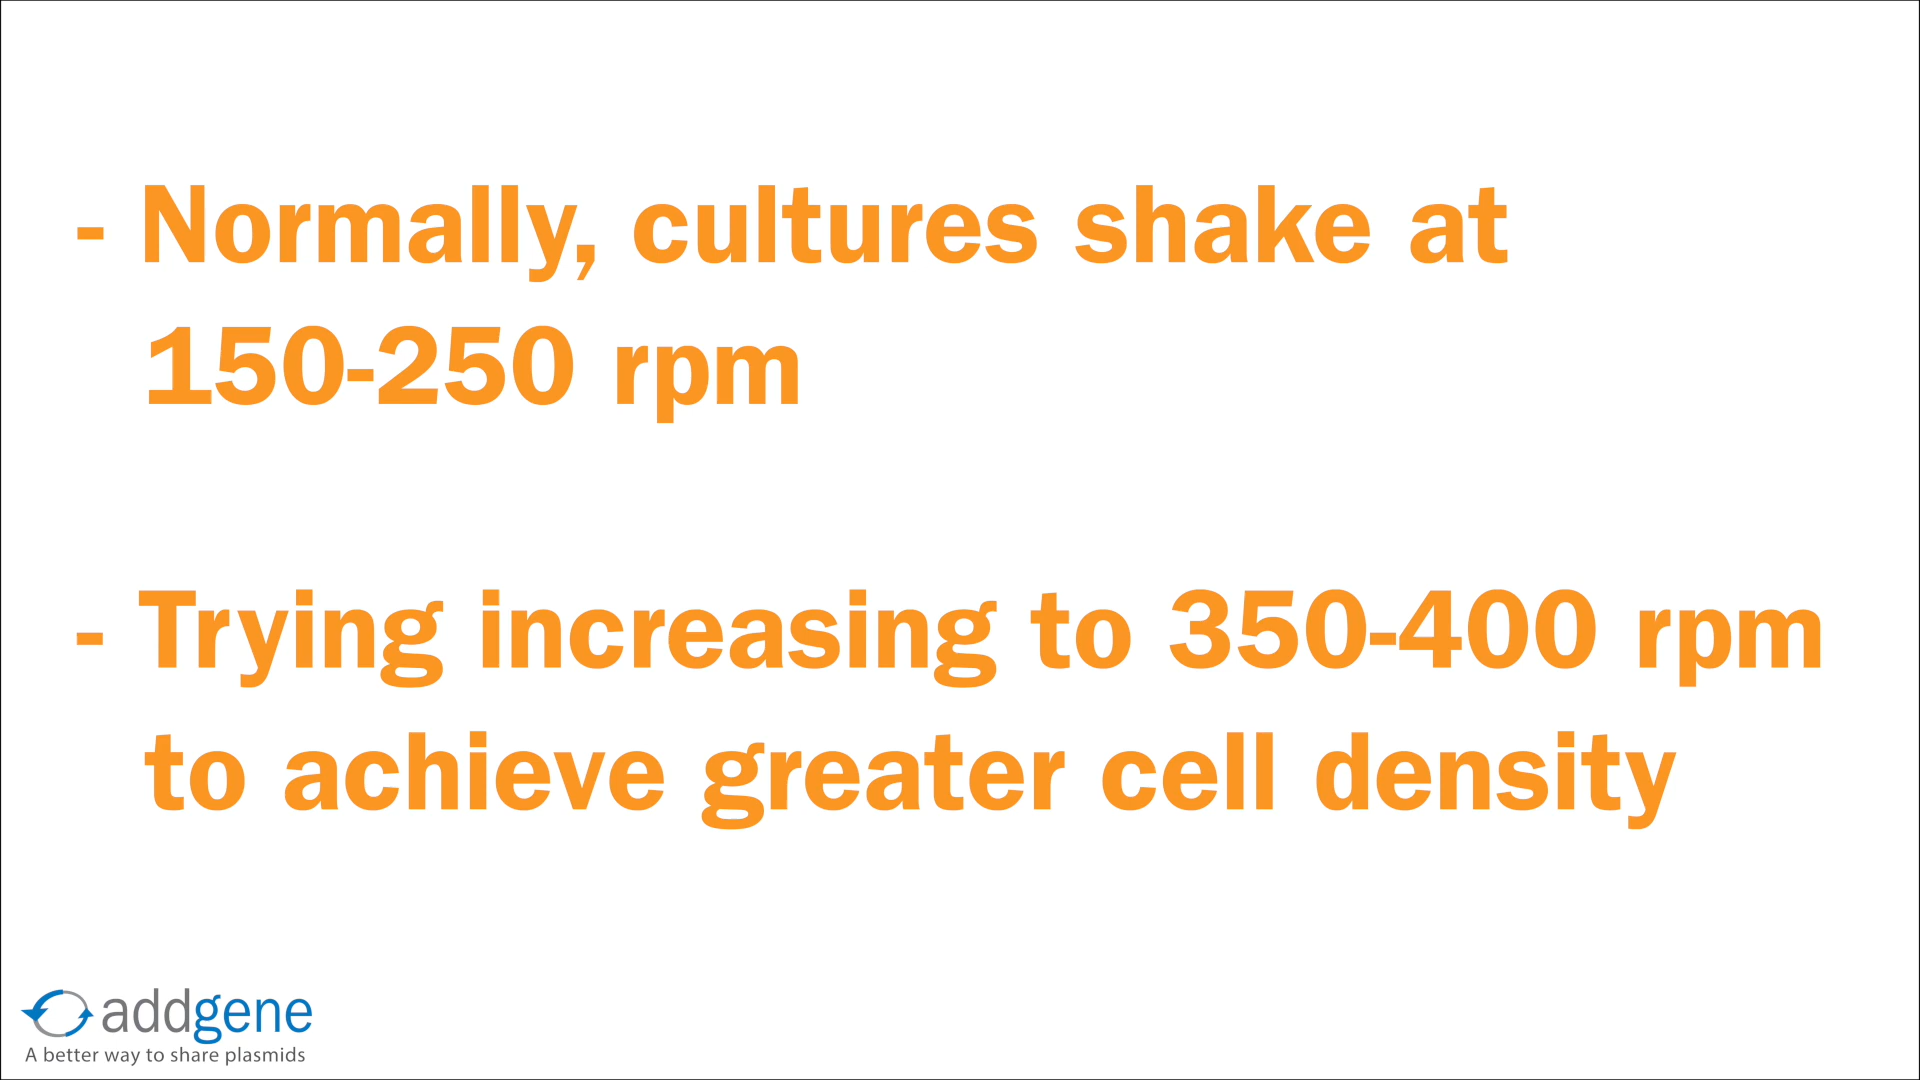 - Normally, cultures shake at
150-250 rpm
- Trying increasing to 350-400 rpm
to achieve greater cell density
addgene
A better way to share plasmids